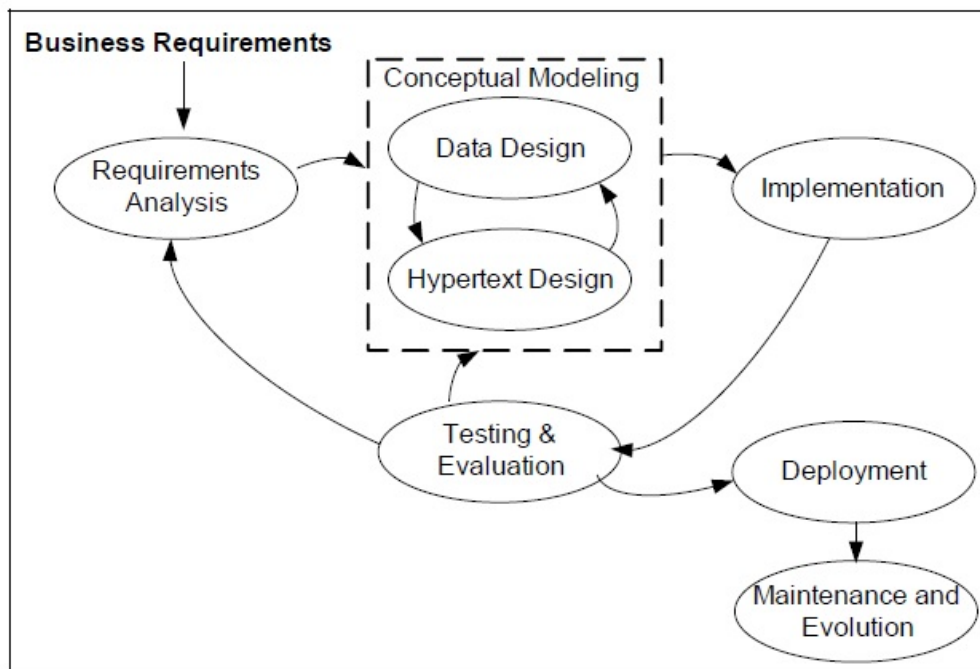 Business Requirements
Conceptual Modeling
Requirements
Analysis
Data Design
Hypertext Design
Implementation
Testing &
Evaluation
Deployment
Maintenance and
Evolution